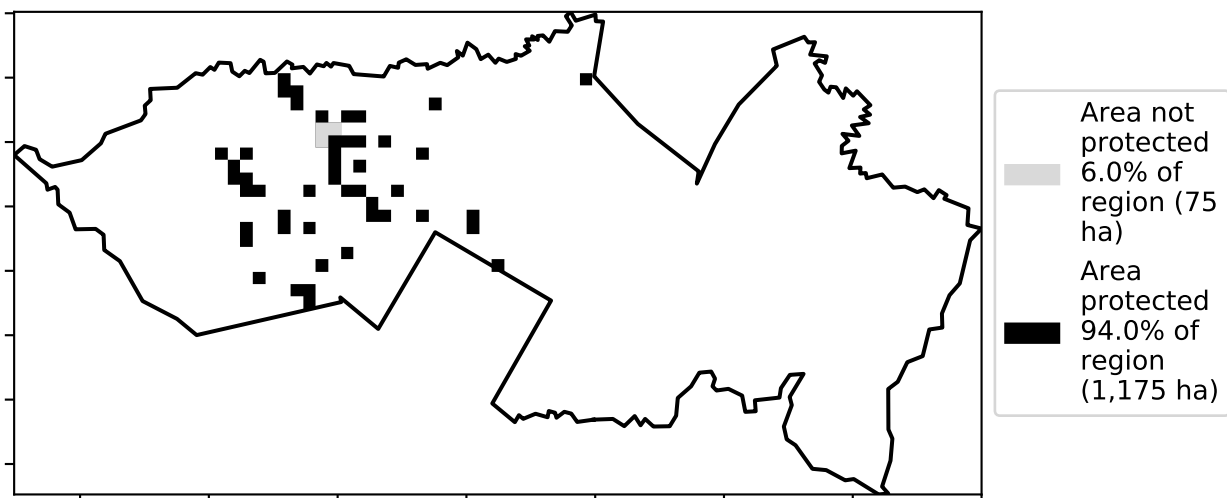 Area not
protected
6.0% of
region (75
ha)
Area
protected
94.0% of
region
(1,175 ha)